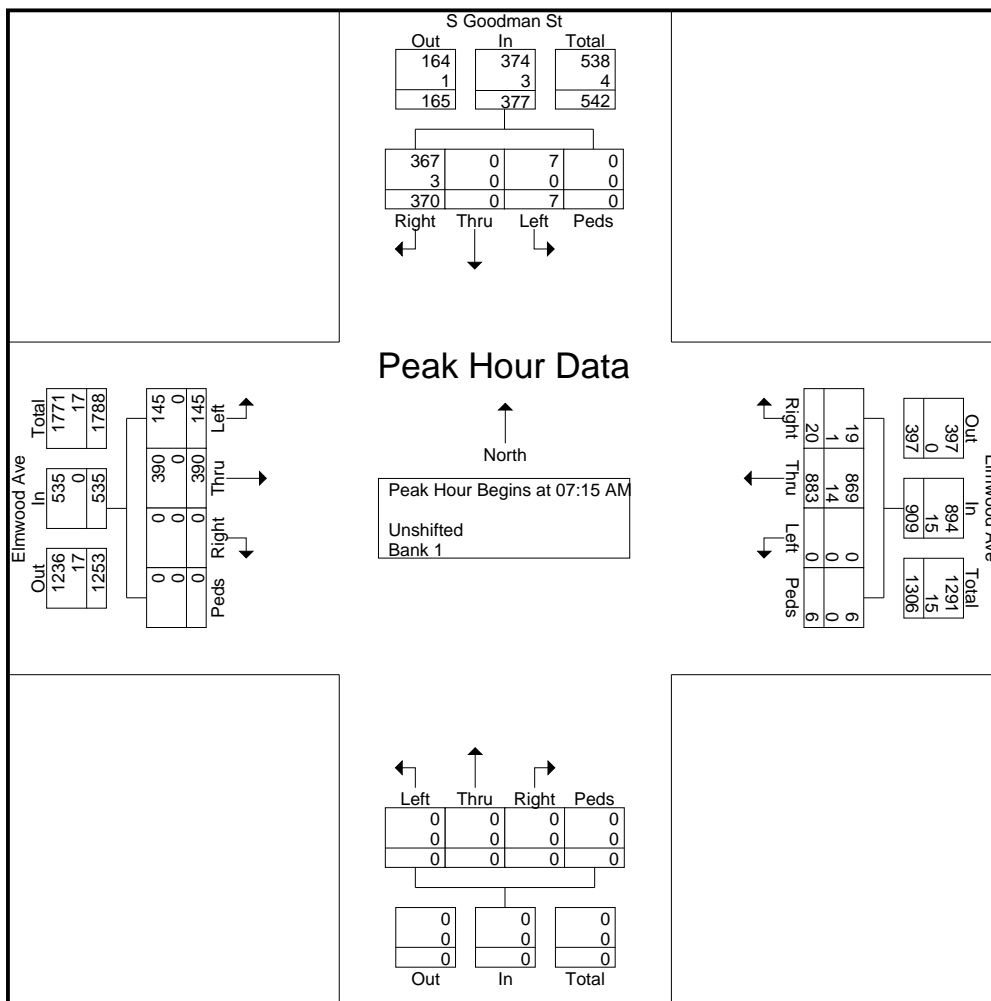 S Goodman St
Out In Total
164 374 538
1 3 4
165 377 542
367 0 7 0
3 0 0 0
370 0 7 0
Right Thru Left Peds
Peak Hour Data
North
Peak Hour Begins at 07:15 AM
Unshifted
Bank 1
Elmwood Ave
Out In Total
1236 535 1771
17 0 17
1253 535 1788
0 0 390 145
0 0 0 0
0 0 390 145
Peds Right Thru Left
Elmwood Ave
Out In Total
397 894 1291
0 15 15
397 909 1306
19 869 0 6
1 14 0 0
20 883 0 6
Right Thru Left Peds
Left Thru Right Peds
0 0 0 0
0 0 0 0
0 0 0 0
0 0 0
0 0 0
0 0 0
Out In Total